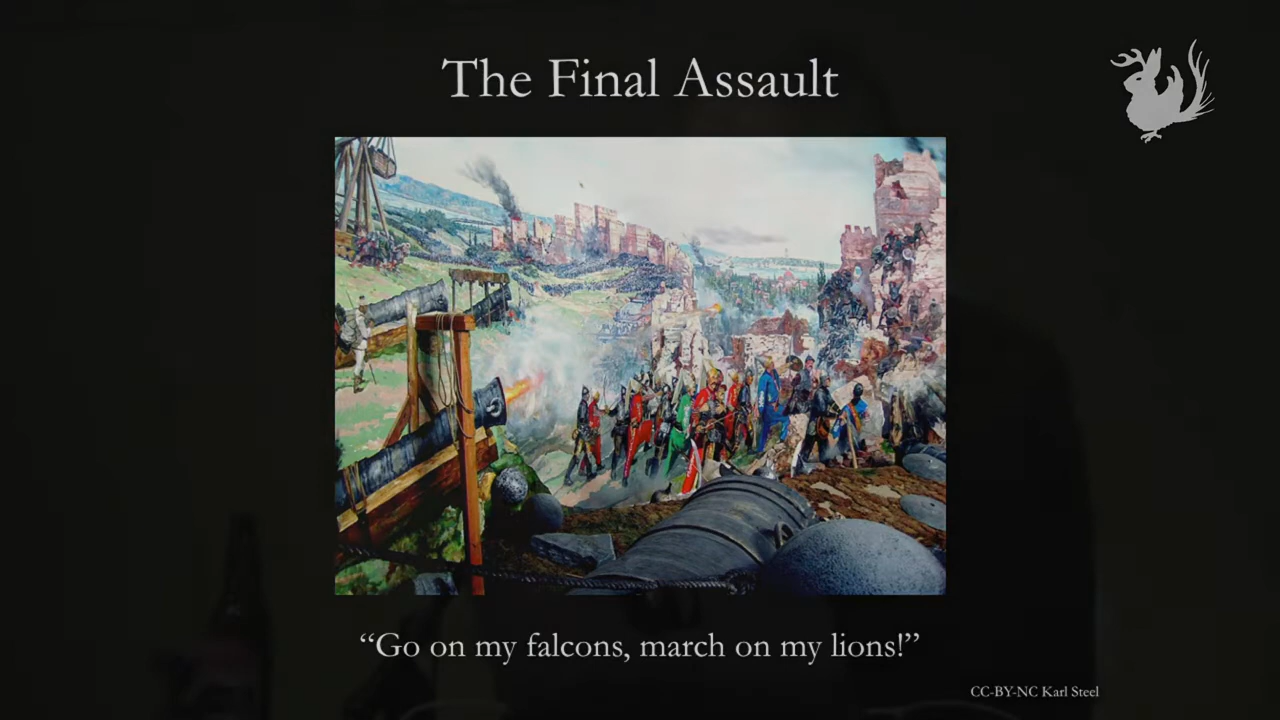 The Final Assault
“Go on my falcons, march on my lions!”
CC-BY-NC Karl Steel